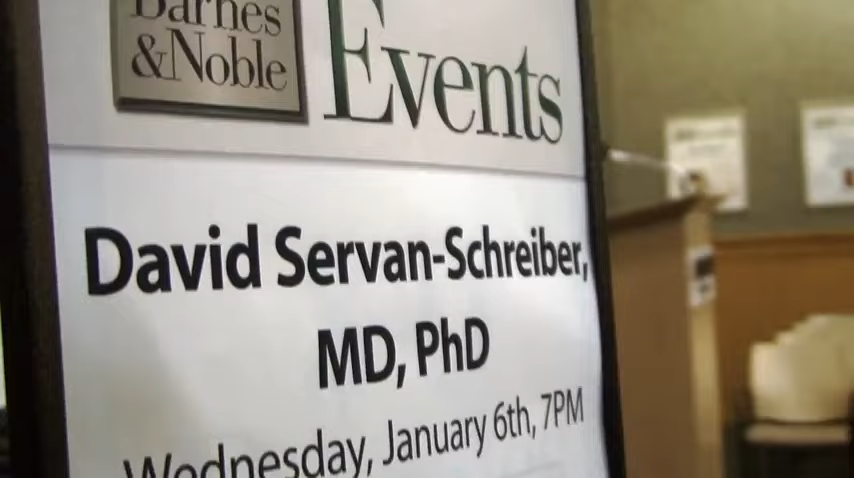 Barnes
&Noble
Events
David Servan-Schreiber,
MD, PhD
Wednesday, January 6th, 7PM